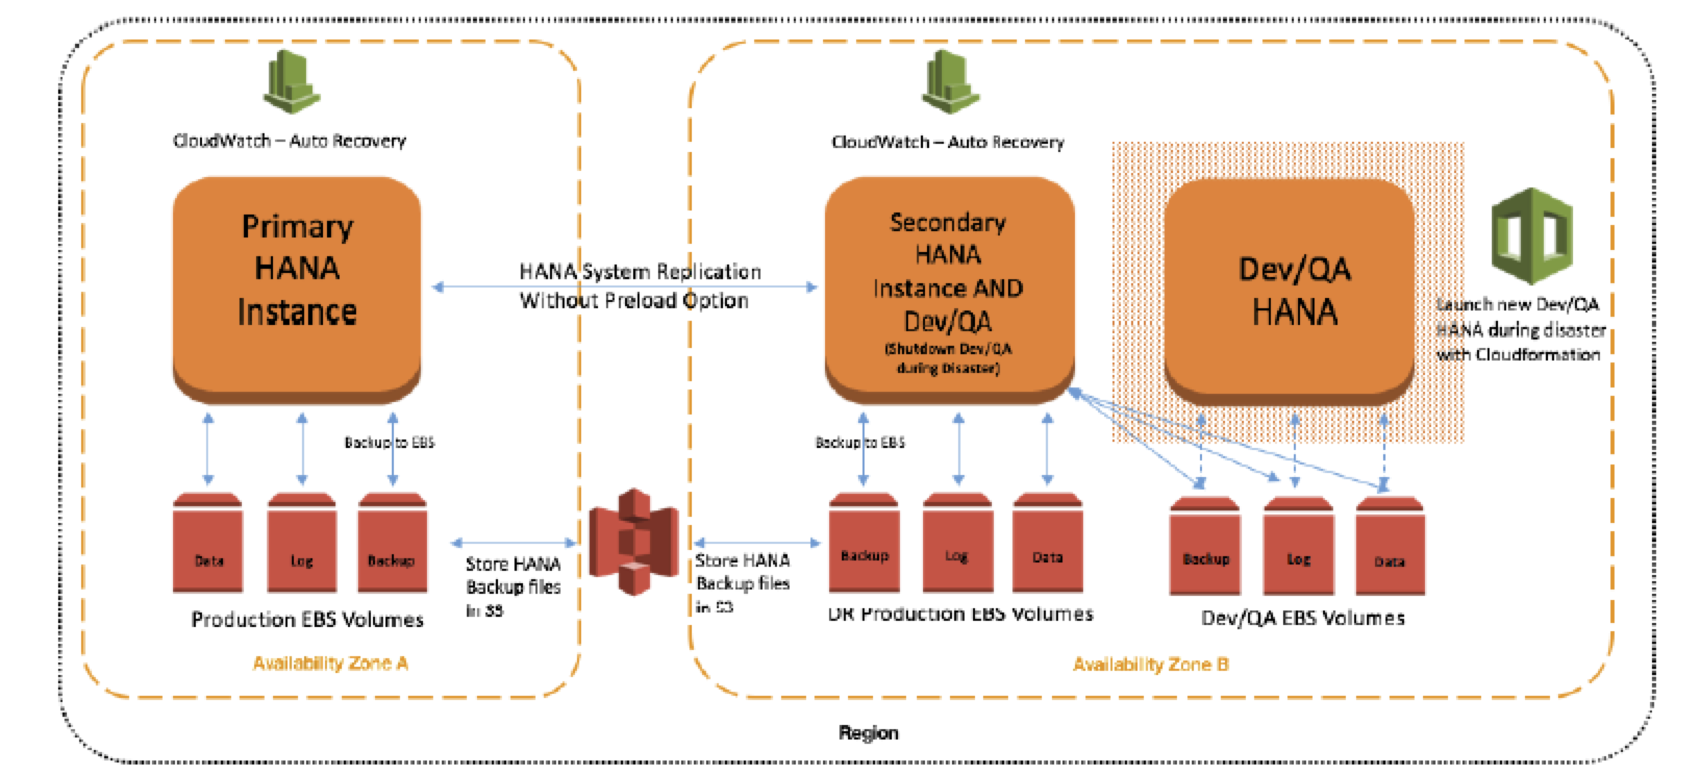 CloudWatch – Auto Recovery
Primary
HANA
Instance
Backup to EBS
Data
Log
Backup
Production EBS Volumes
Availability Zone A
HANA System Replication
Without Preload Option
Store HANA
Backup files
in S3
Store HANA
Backup files
in S3
CloudWatch – Auto Recovery
Secondary
HANA
Instance AND
Dev/QA
(Shutdown Dev/QA
during Disaster)
Backup to EBS
Backup
Log
Data
DR Production EBS Volumes
Dev/QA
HANA
Launch new Dev/QA
HANA during disaster
with Cloudformation
Backup
Log
Data
Dev/QA EBS Volumes
Availability Zone B
Region